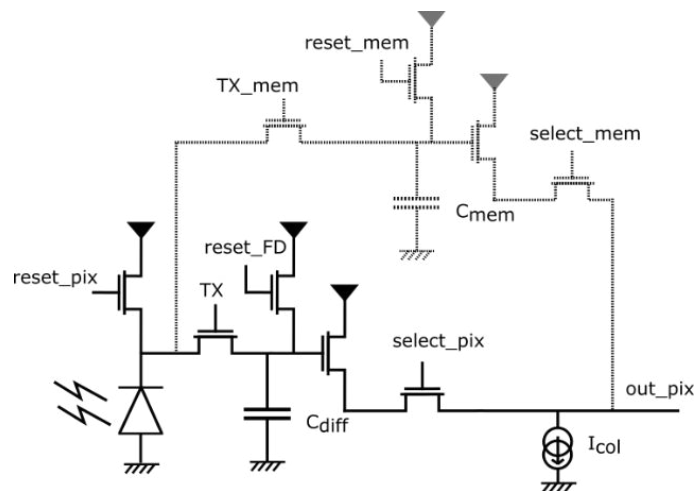 reset_mem
TX_mem
select_mem
Cmem
reset_FD
reset_pix
TX
select_pix
out_pix
Cdiff
Icol